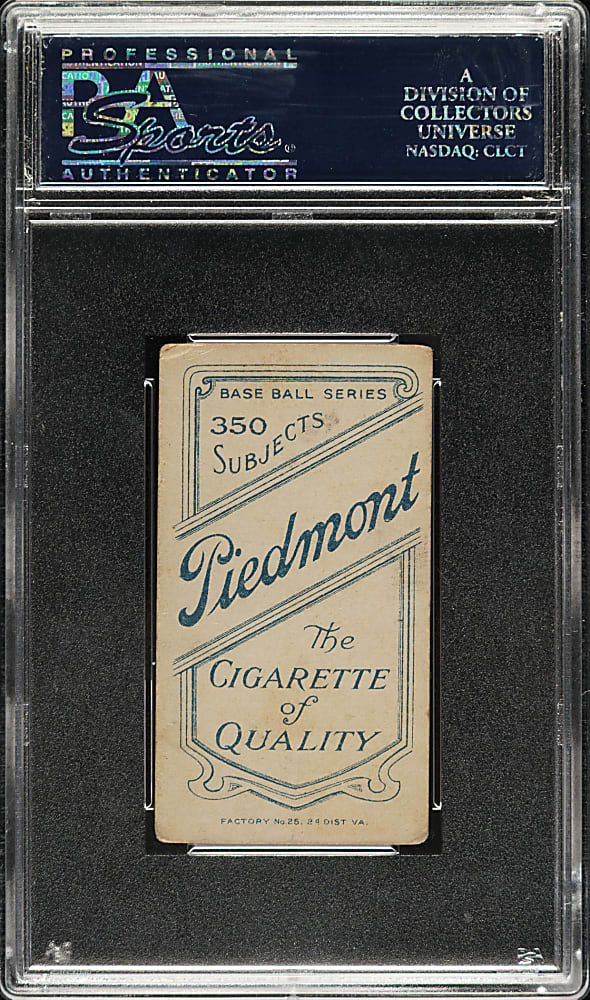 PROFESSIONAL
PSA
Sports
AUTHENTICATOR
A
DIVISION OF
COLLECTORS
UNIVERSE
NASDAQ: CLCT
BASE BALL SERIES
350
SUBJECTS
Piedmont
The
CIGARETTE
of
QUALITY
FACTORY No. 25, 2d DIST VA.